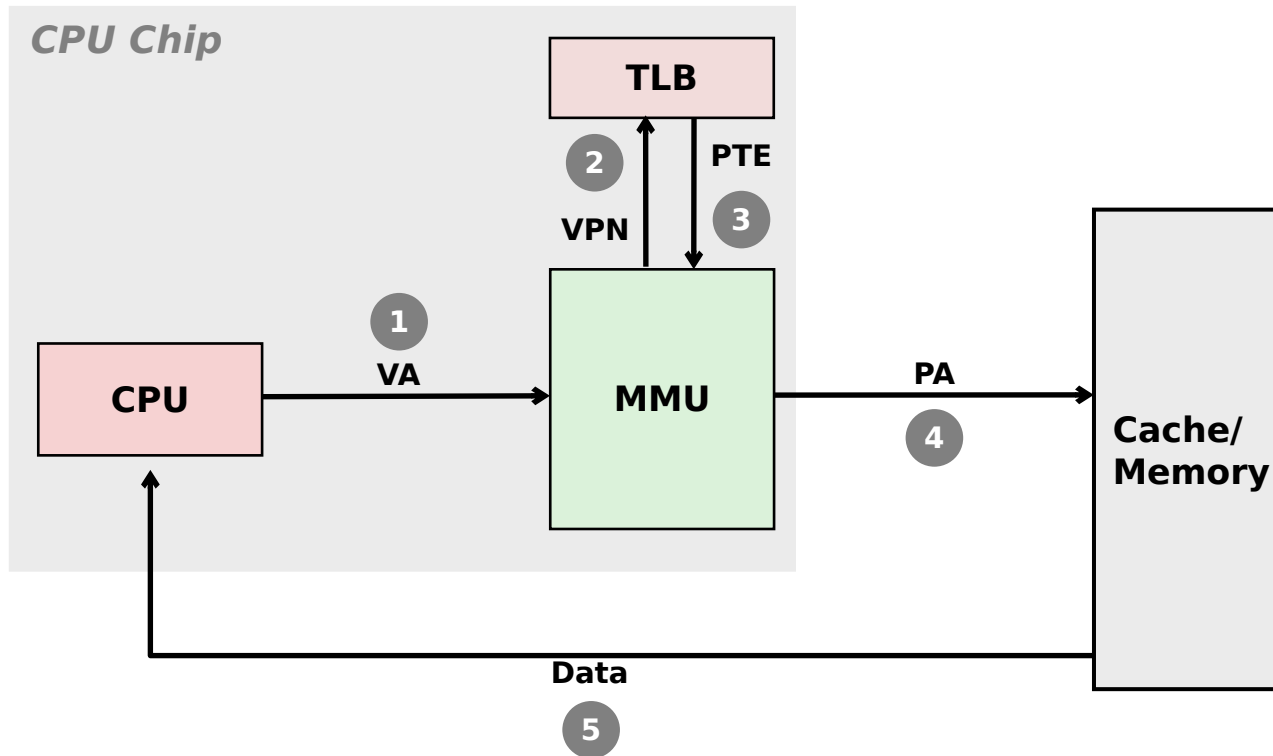 CPU Chip
TLB
2
PTE
3
VPN
1
VA
CPU
MMU
PA
4
Cache/
Memory
Data
5